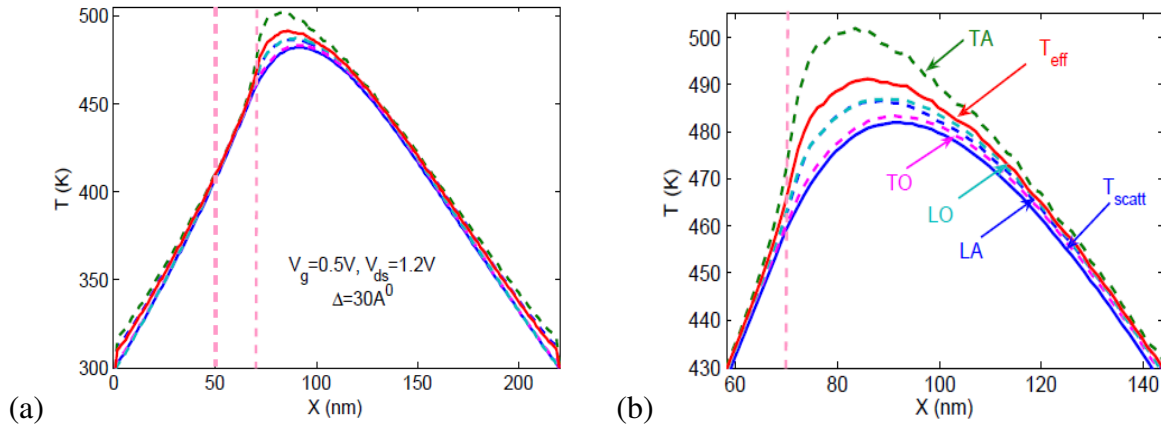 500
450
400
350
300
T (K)
V_g=0.5V, V_ds=1.2V
Δ=30A^0
0 50 100 150 200
X (nm)
(a)
500
490
480
470
460
450
440
430
T (K)
TA
T_eff
TO
LO
LA
T_scatt
60 80 100 120 140
X (nm)
(b)